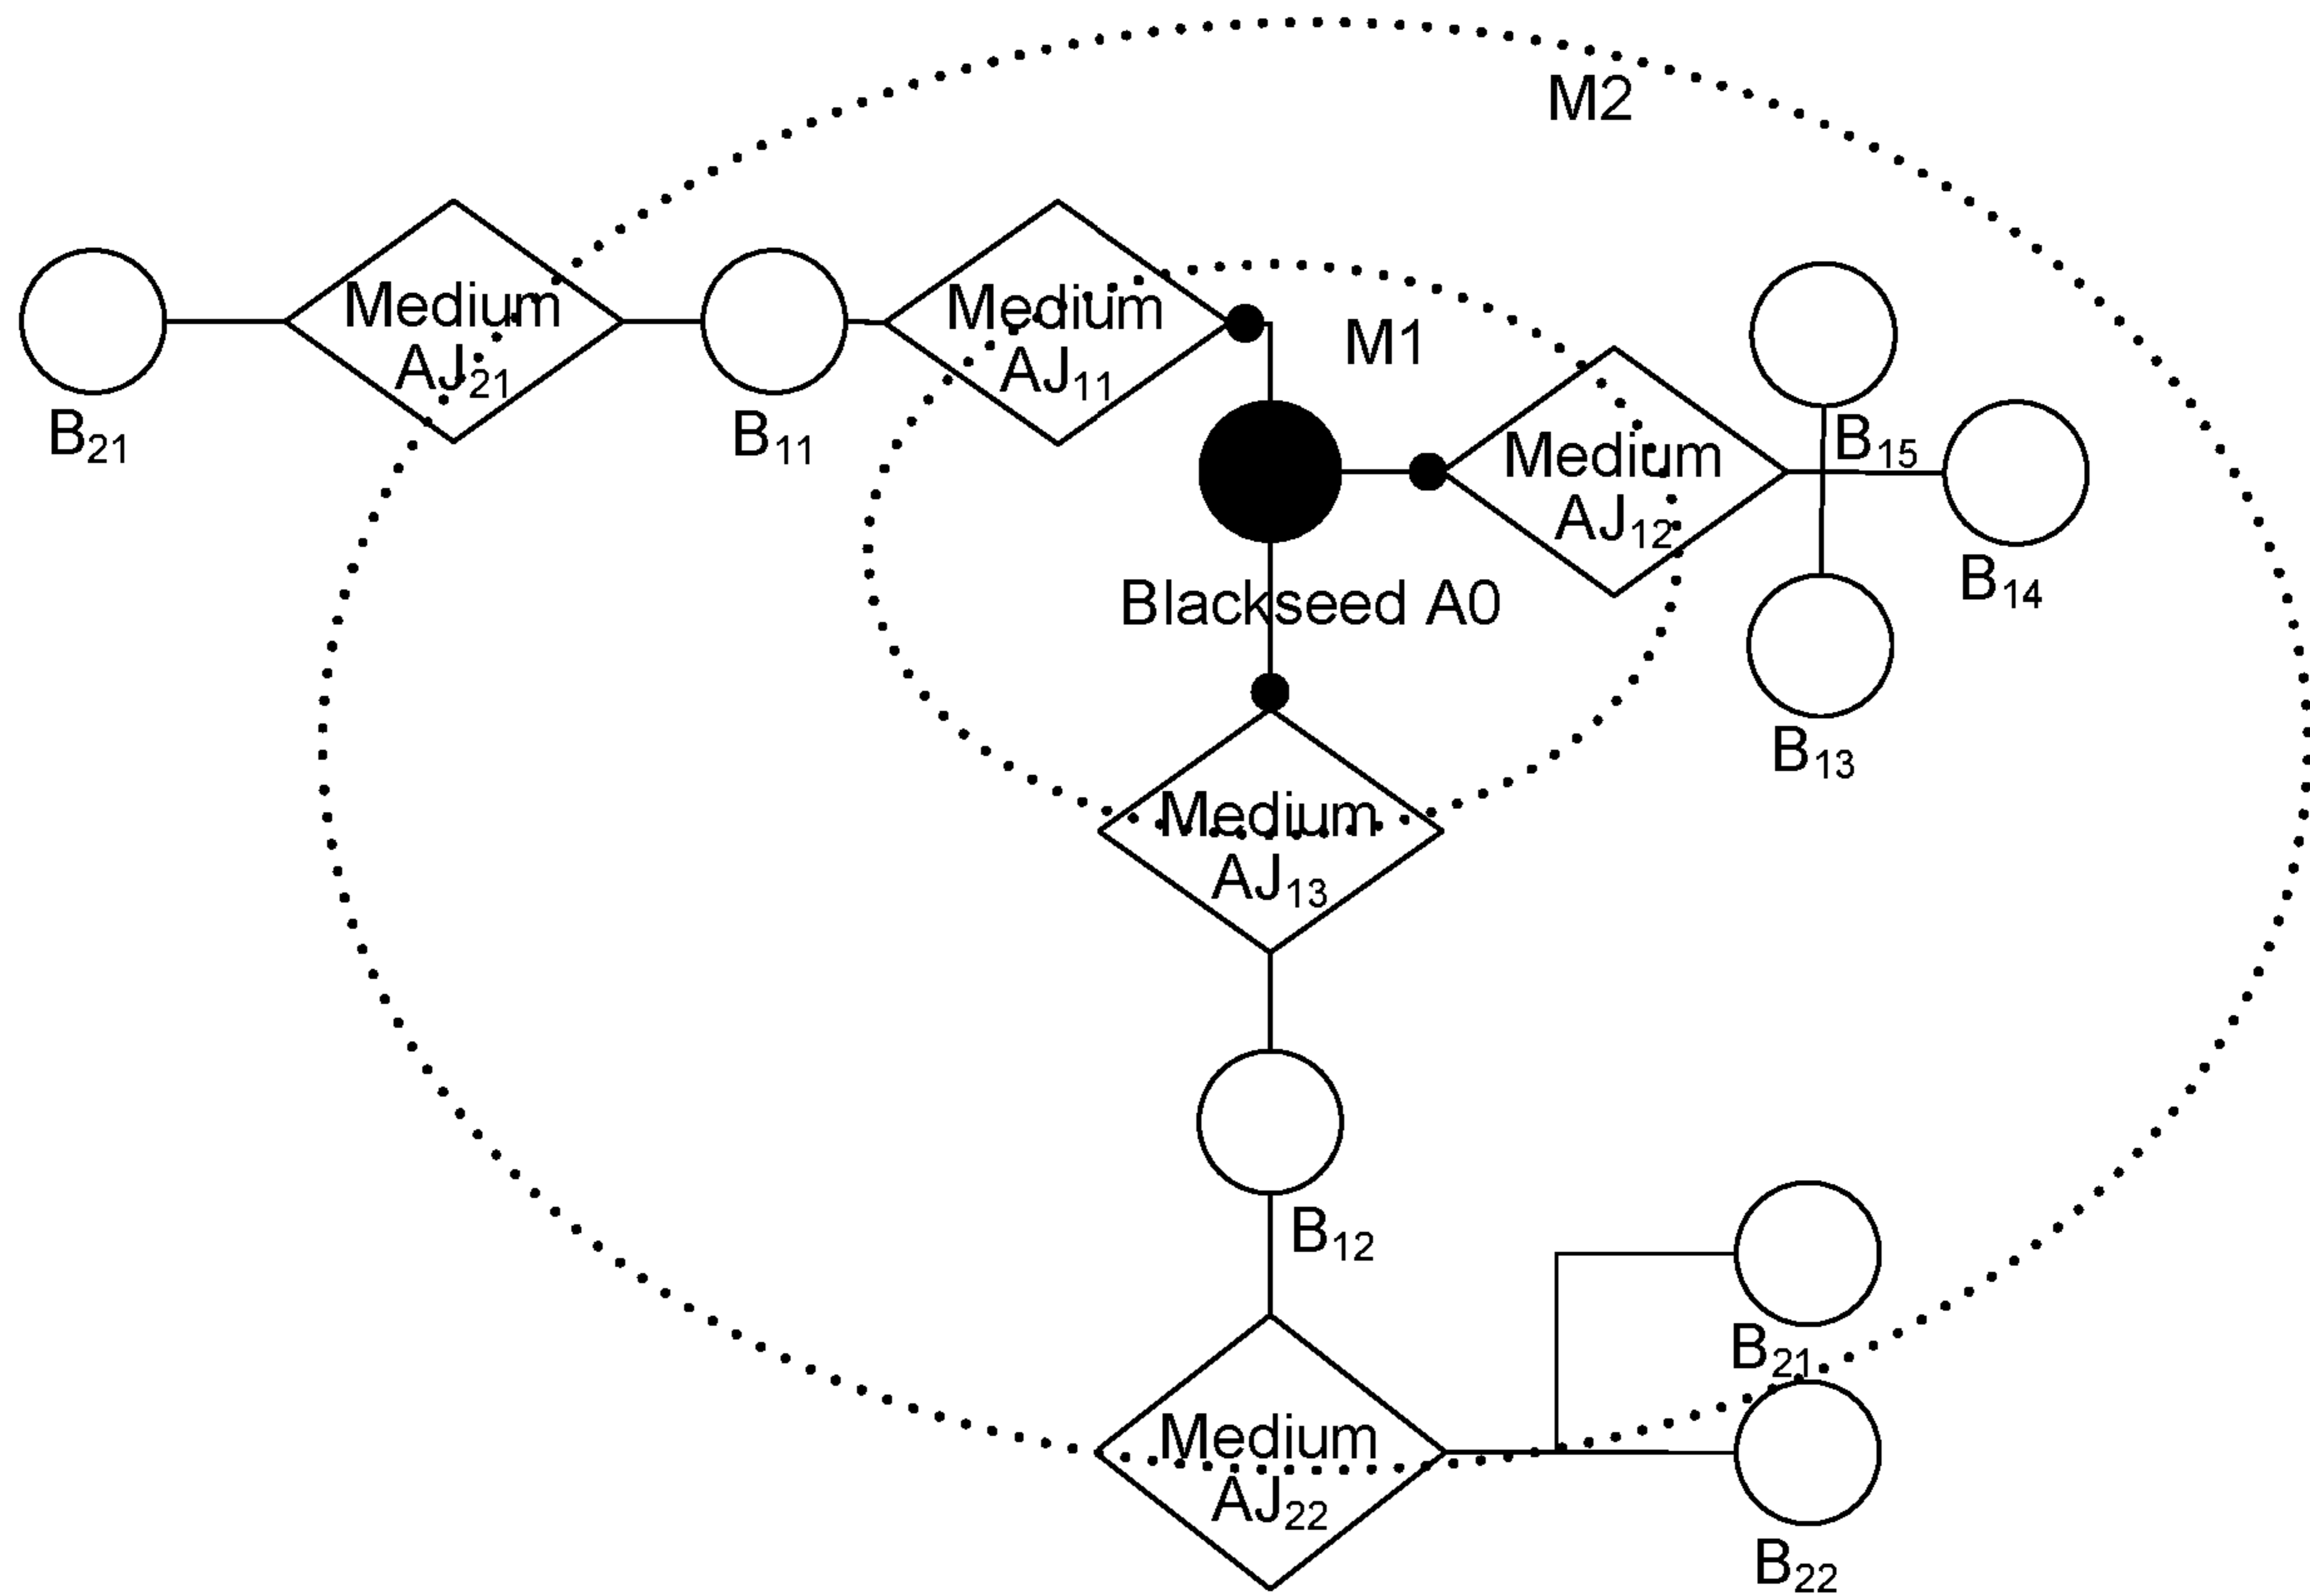 M2
Medium
AJ₂₁
Medium
AJ₁₁
M1
B₂₁
B₁₁
Medium
AJ₁₂
B₁₅
B₁₄
Blackseed A0
B₁₃
Medium
AJ₁₃
B₁₂
B₂₁
Medium
AJ₂₂
B₂₂